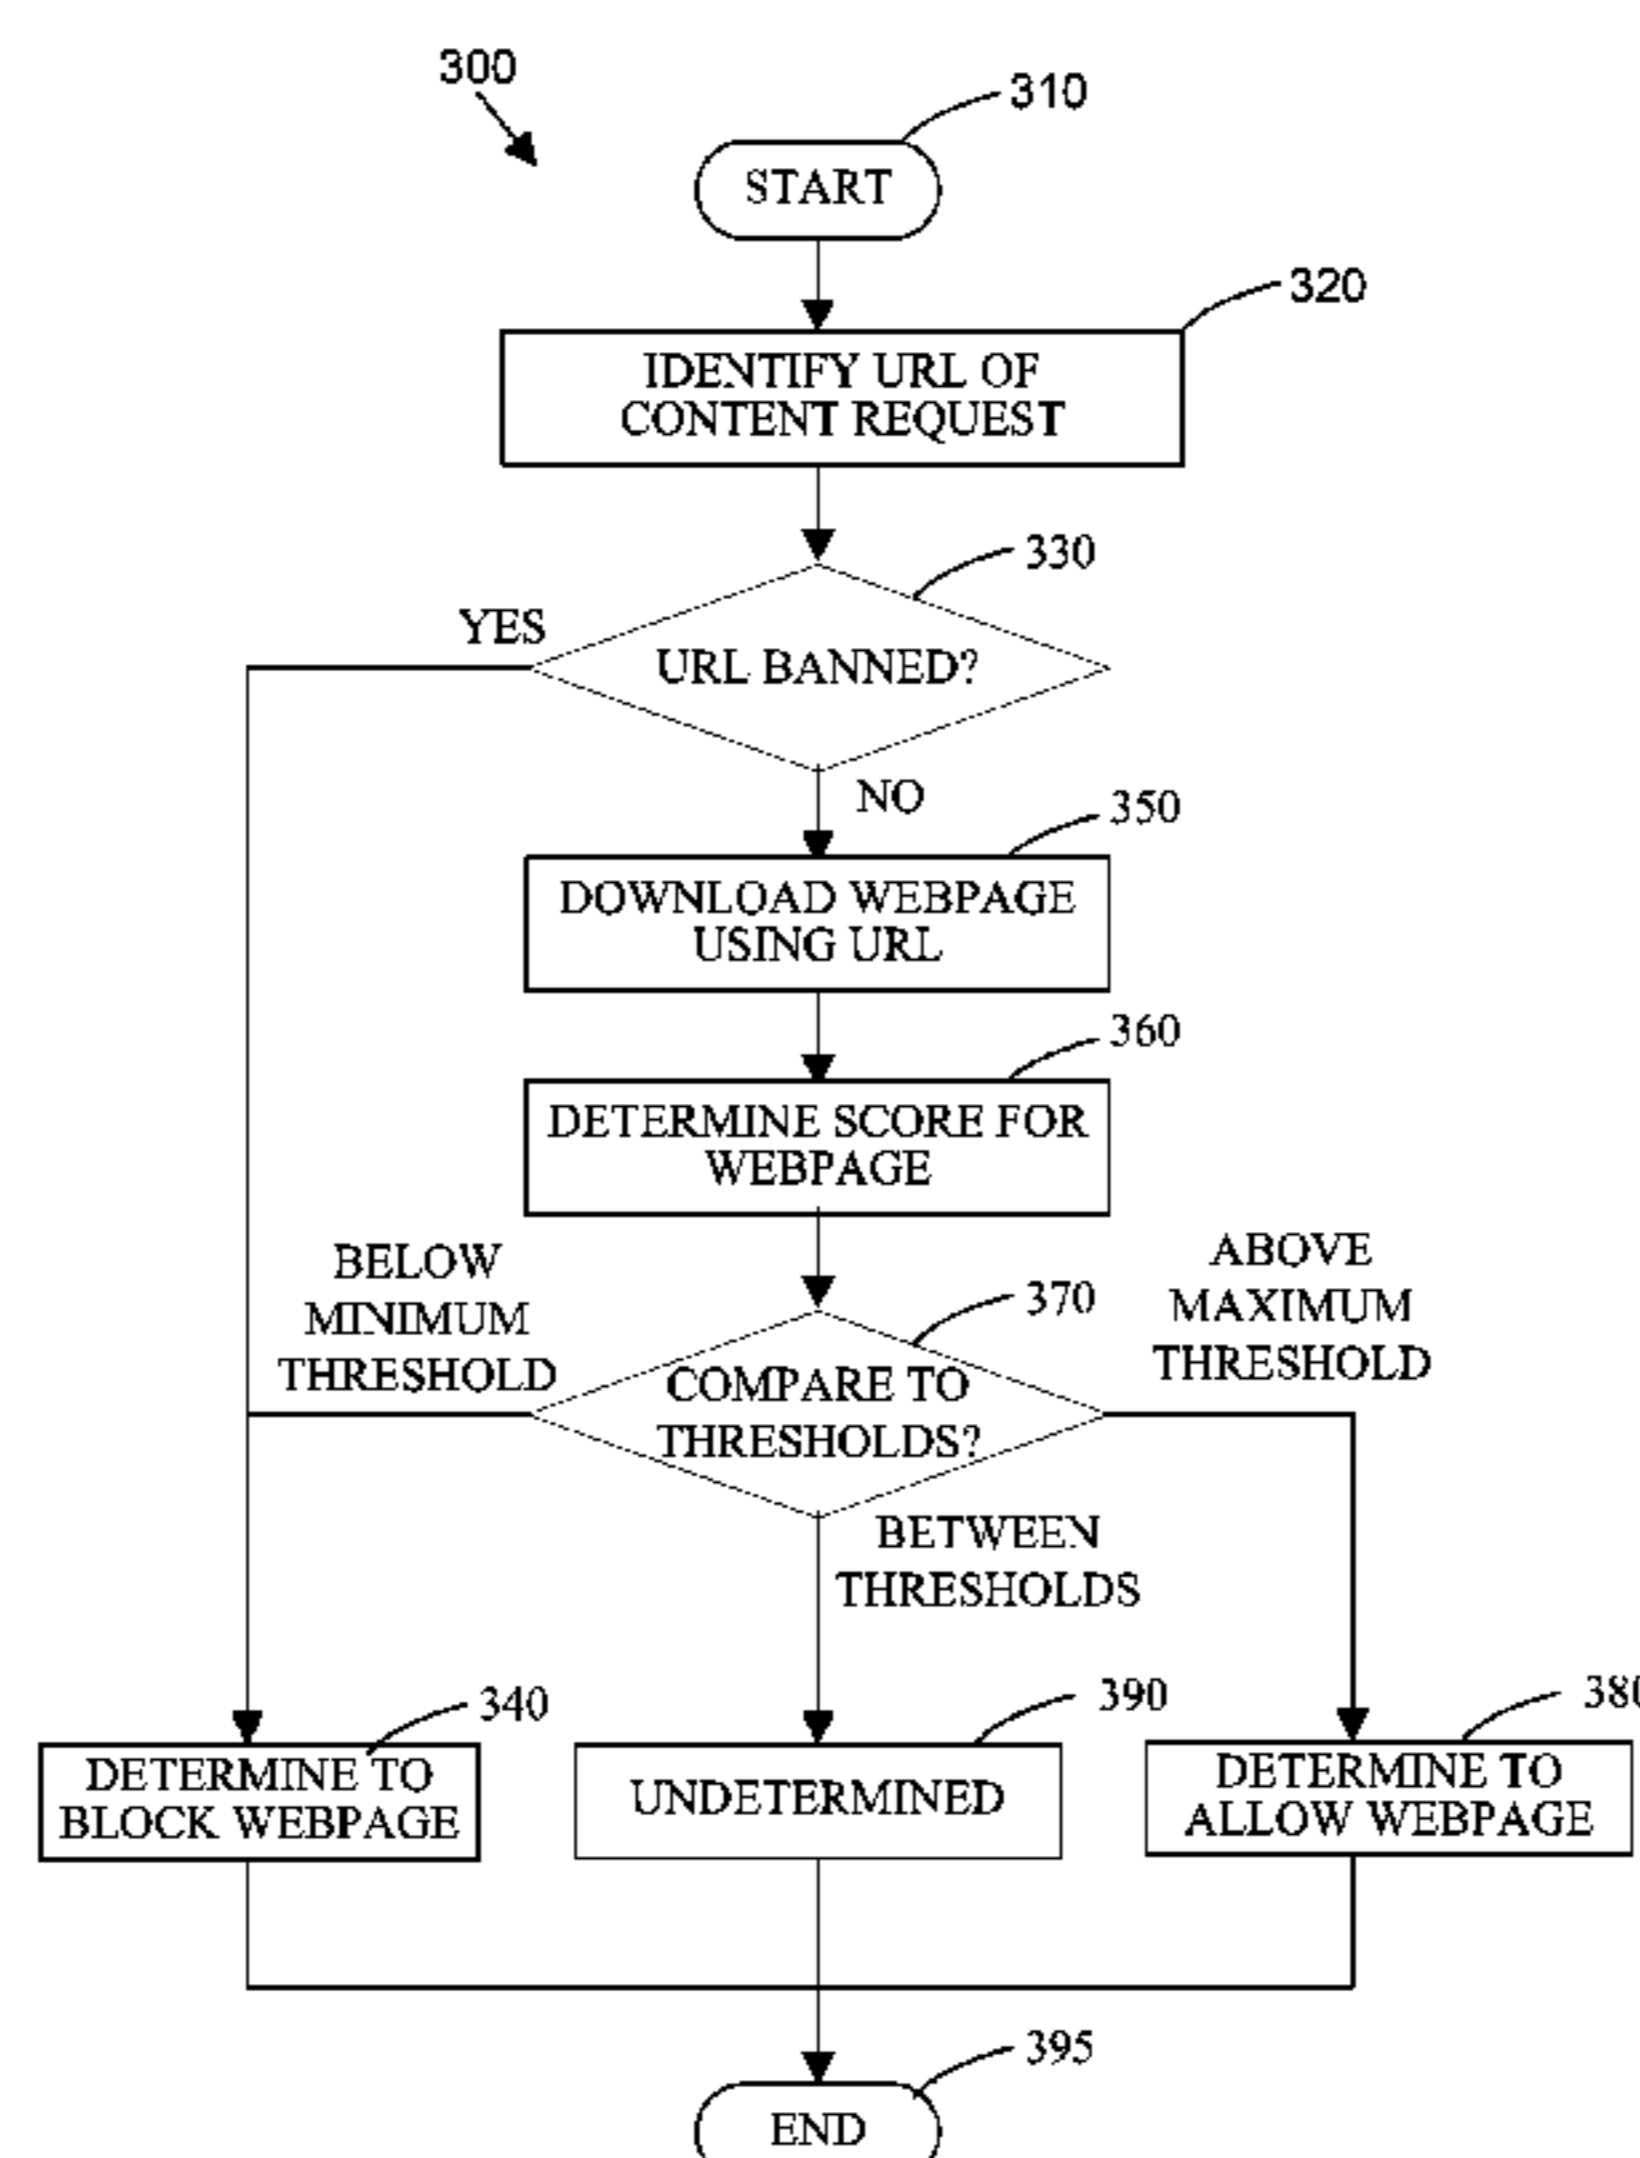 300
310
START
320
IDENTIFY URL OF
CONTENT REQUEST
330
YES
URL BANNED?
NO
350
DOWNLOAD WEBPAGE
USING URL
360
DETERMINE SCORE FOR
WEBPAGE
BELOW
MINIMUM
THRESHOLD
ABOVE
MAXIMUM
THRESHOLD
370
COMPARE TO
THRESHOLDS?
BETWEEN
THRESHOLDS
340
390
380
DETERMINE TO
BLOCK WEBPAGE
UNDETERMINED
DETERMINE TO
ALLOW WEBPAGE
395
END